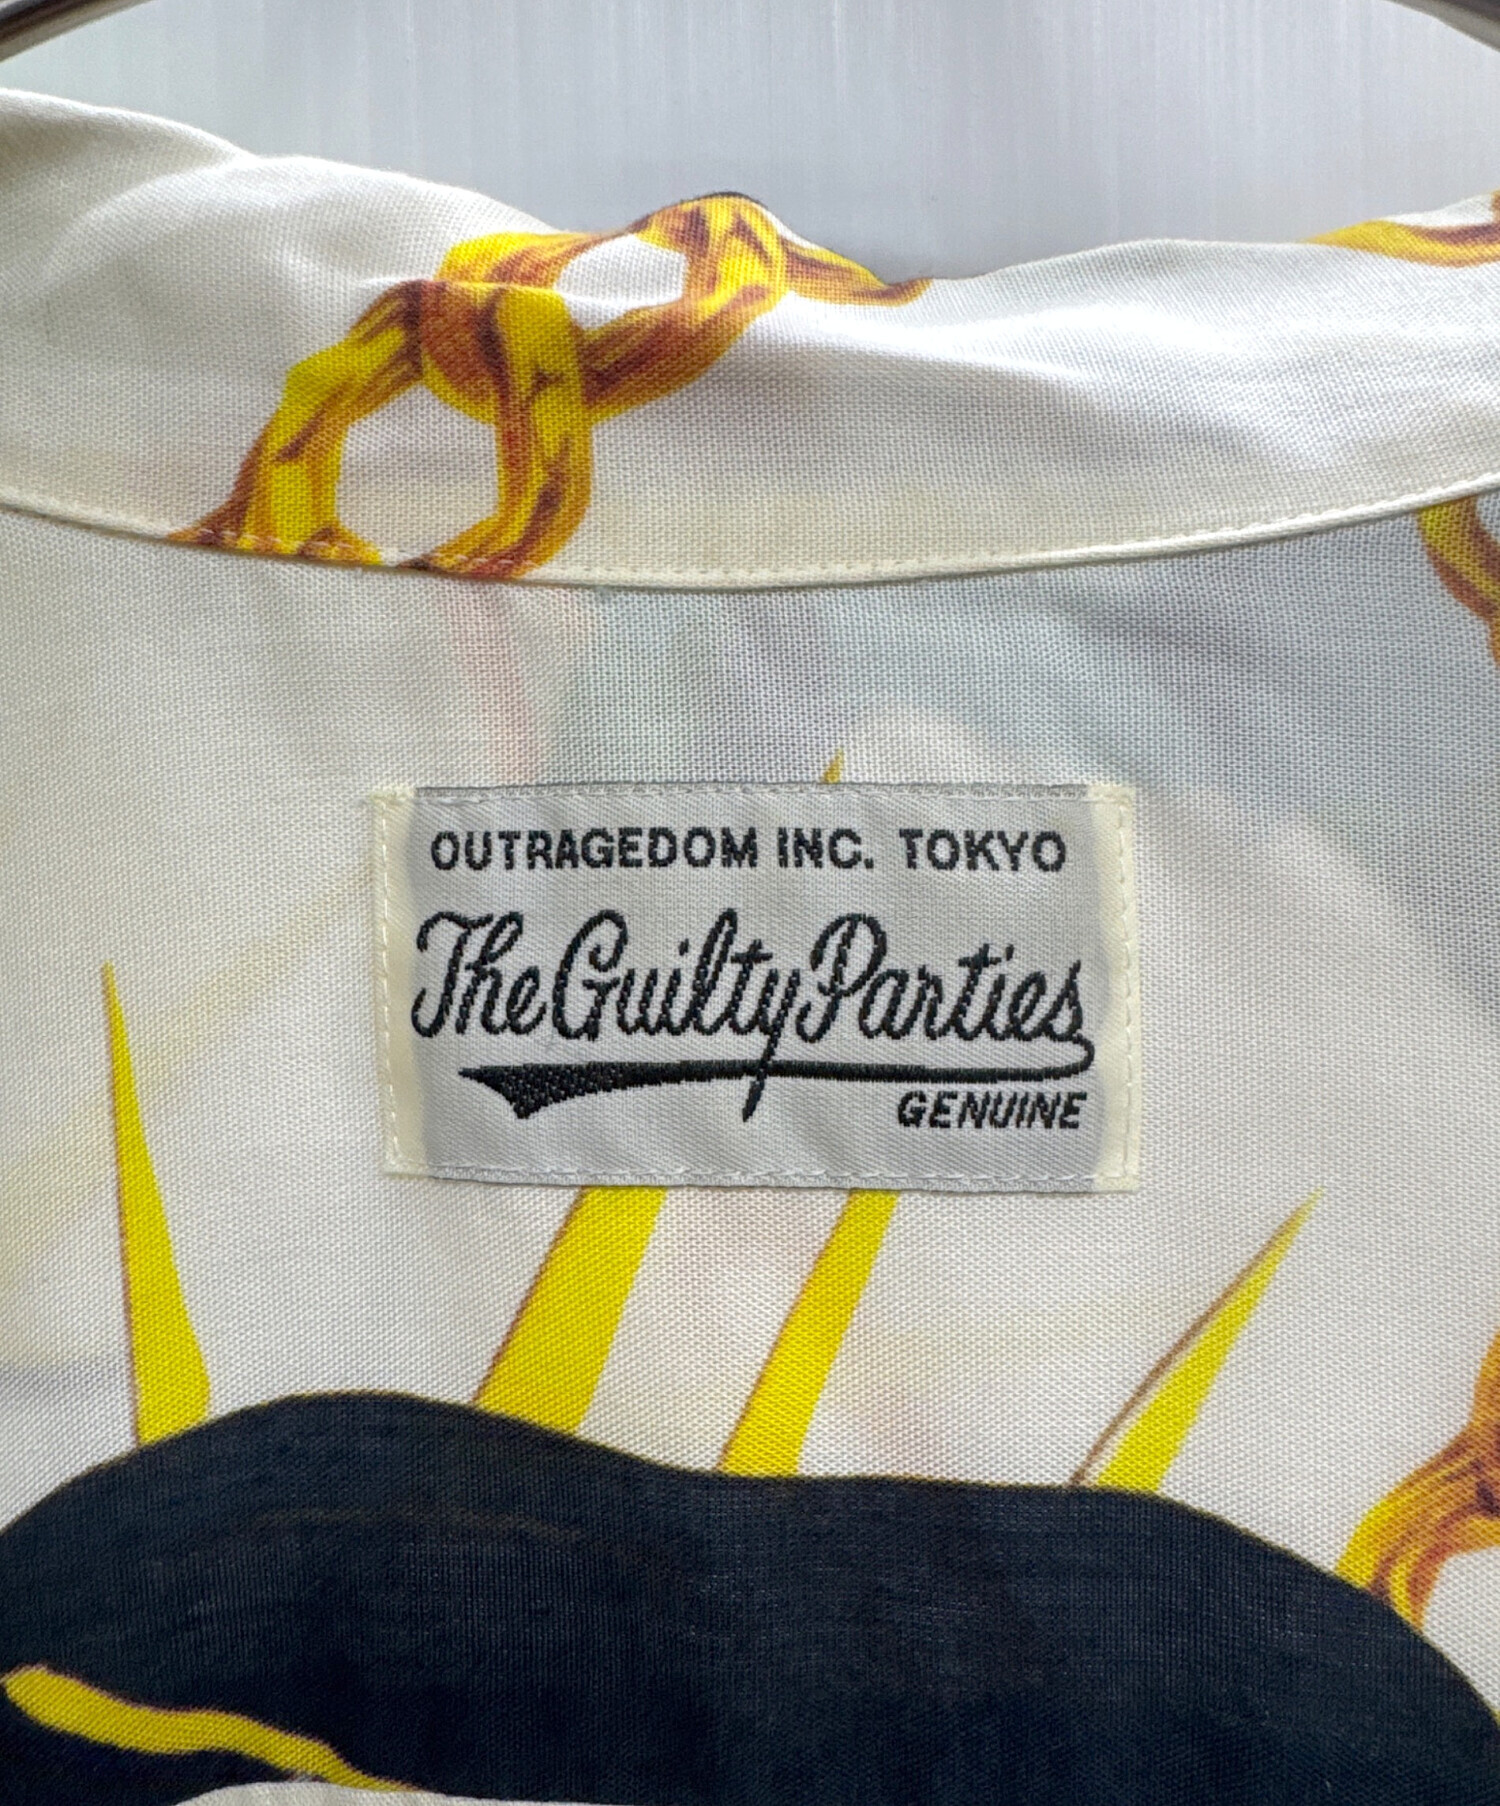 OUTRAGEDOM INC. TOKYO
The Guilty Parties
GENUINE